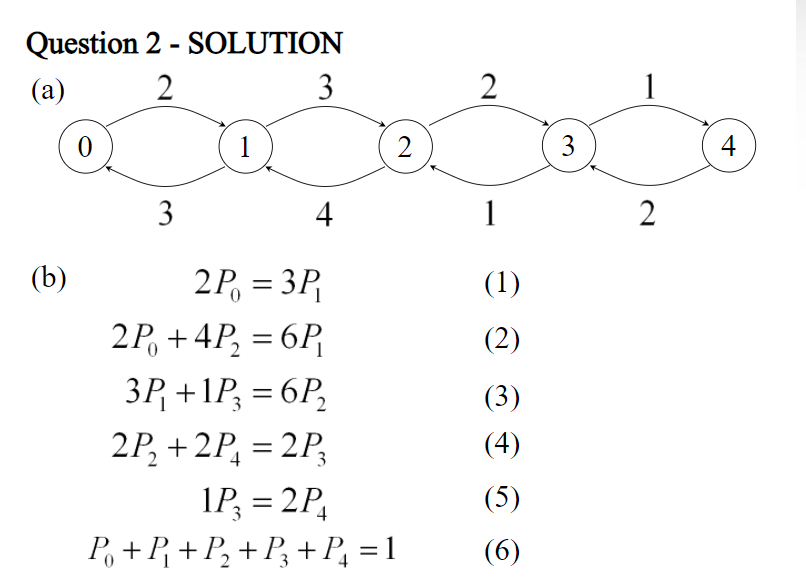 Question 2 - SOLUTION
(a) 2 3 2 1
0 1 2 3 4
3 4 1 2
(b) 2P₀ = 3P₁ (1)
2P₀ + 4P₂ = 6P₁ (2)
3P₁ + 1P₃ = 6P₂ (3)
2P₂ + 2P₄ = 2P₃ (4)
1P₃ = 2P₄ (5)
P₀ + P₁ + P₂ + P₃ + P₄ = 1 (6)